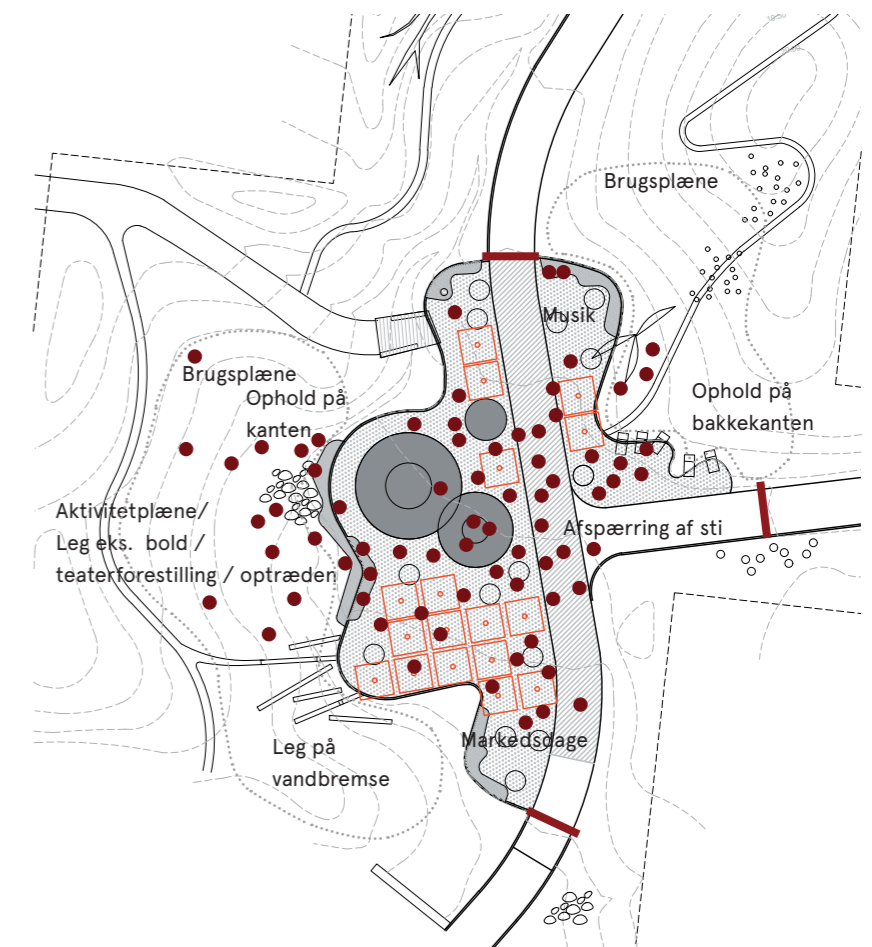 Brugsplæne
Musik
Brugsplæne
Ophold på
kanten
Ophold på
bakkekanten
Aktivitetplæne/
Leg eks. bold /
teaterforestilling / optræden
Afspærring af sti
Markedsdage
Leg på
vandbremse